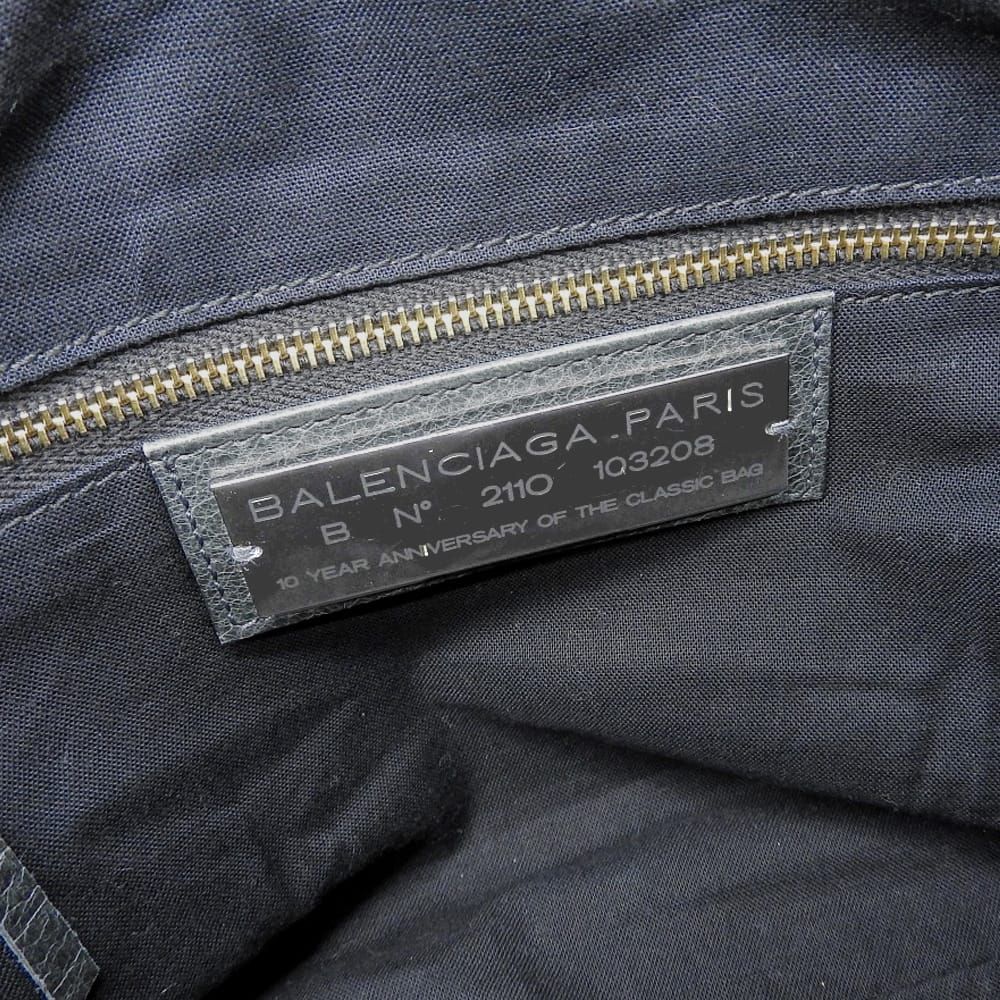 BALENCIAGA.PARIS
B N° 2110 103208
10 YEAR ANNIVERSARY OF THE CLASSIC BAG